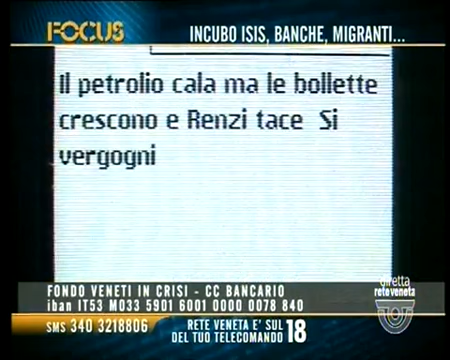 FOCUS
INCUBO ISIS, BANCHE, MIGRANTI...
Il petrolio cala ma le bollette
crescono e Renzi tace Si
vergogni
diretta
reteveneta
FONDO VENETI IN CRISI - CC BANCARIO
iban IT53 M033 5901 6001 0000 0078 840
SMS 340 3218806
RETE VENETA E' SUL
DEL TUO TELECOMANDO 18